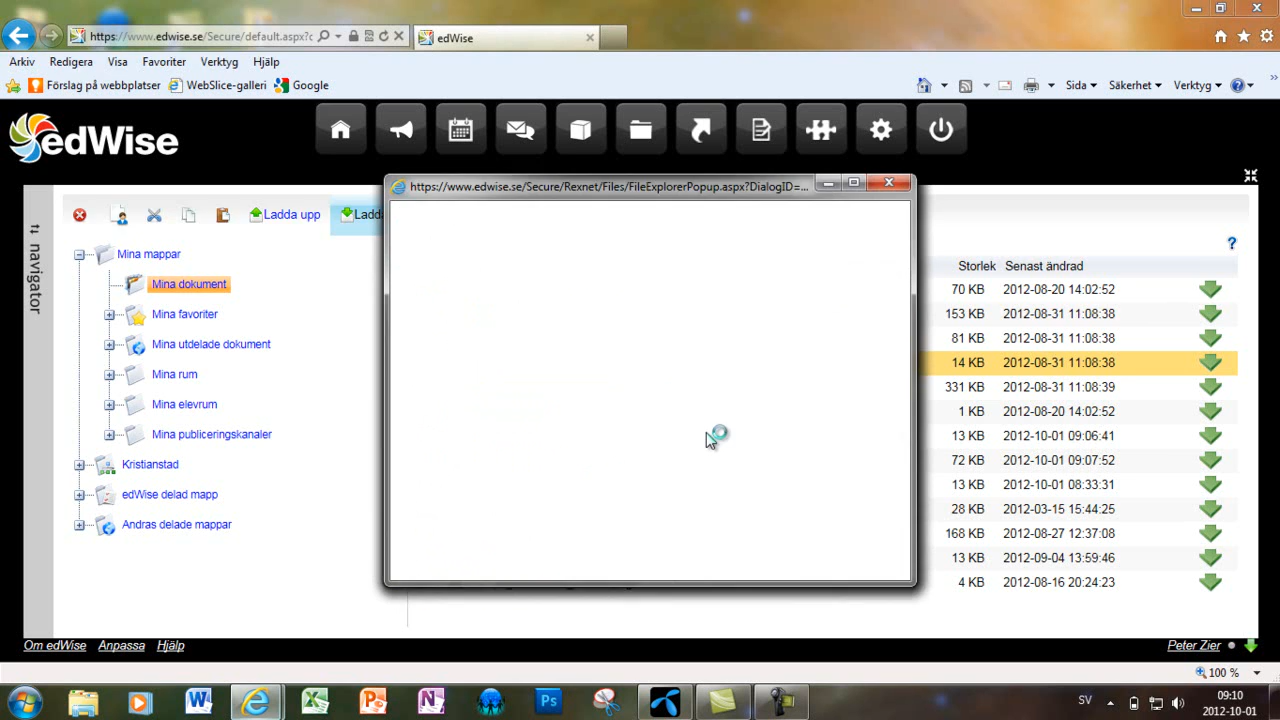 https://www.edwise.se/Secure/default.aspx?c
edWise
Arkiv Redigera Visa Favoriter Verktyg Hjälp
Förslag på webbplatser WebSlice-galleri Google
Sida Säkerhet Verktyg
edWise
https://www.edwise.se/Secure/Rexnet/Files/FileExplorerPopup.aspx?DialogID=...
navigator
Ladda upp
Ladda
Mina mappar
Mina dokument
Mina favoriter
Mina utdelade dokument
Mina rum
Mina elevrum
Mina publiceringskanaler
Kristianstad
edWise delad mapp
Andras delade mappar
?
Storlek Senast ändrad
70 KB 2012-08-20 14:02:52
153 KB 2012-08-31 11:08:38
81 KB 2012-08-31 11:08:38
14 KB 2012-08-31 11:08:38
331 KB 2012-08-31 11:08:39
1 KB 2012-08-20 14:02:52
13 KB 2012-10-01 09:06:41
72 KB 2012-10-01 09:07:52
13 KB 2012-10-01 08:33:31
28 KB 2012-03-15 15:44:25
168 KB 2012-08-27 12:37:08
13 KB 2012-09-04 13:59:46
4 KB 2012-08-16 20:24:23
Om edWise Anpassa Hjälp
Peter Zier
100 %
SV
09:10
2012-10-01